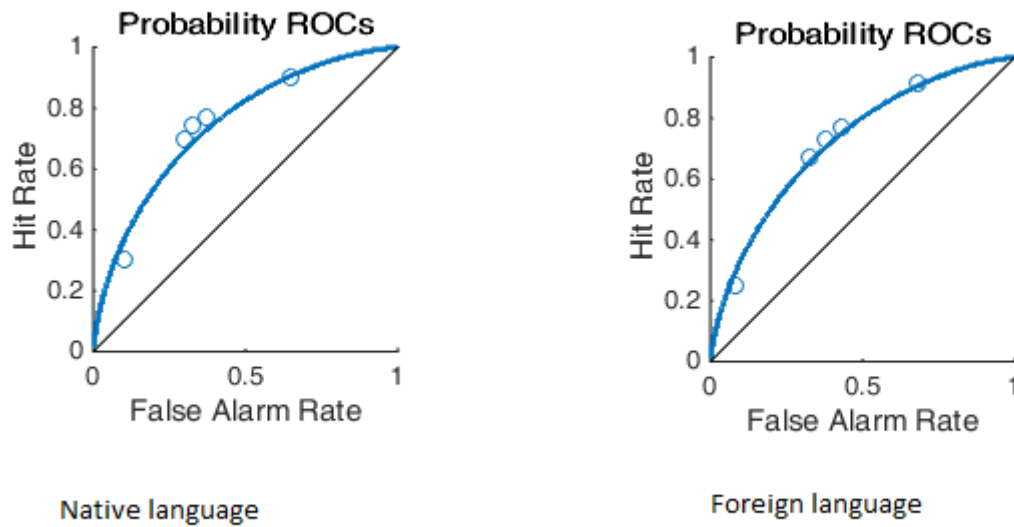 Probability ROCs
1
0.8
0.6
0.4
0.2
0
Hit Rate
0
0.5
1
False Alarm Rate
Native language
Probability ROCs
1
0.8
0.6
0.4
0.2
0
Hit Rate
0
0.5
1
False Alarm Rate
Foreign language